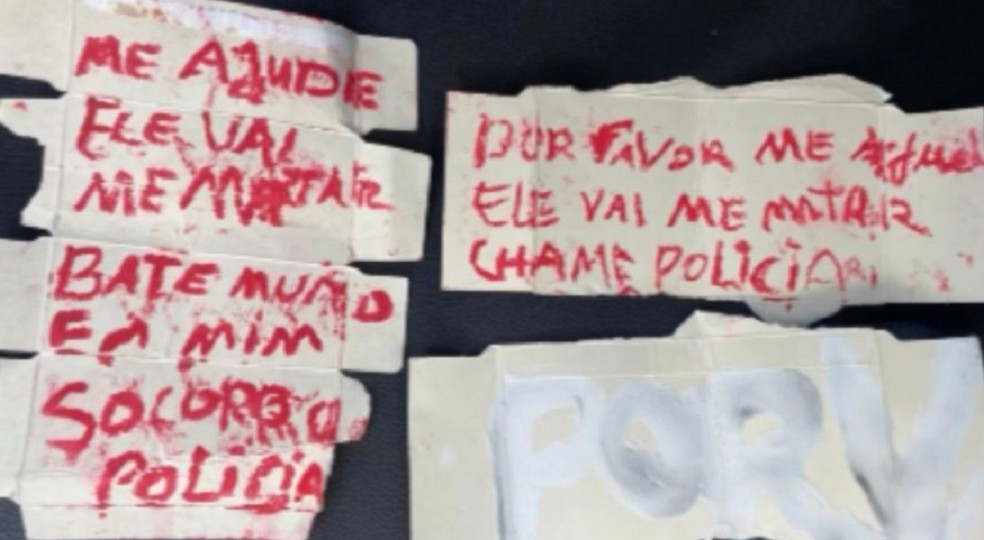 ME AJUDE
ELE VAI
ME MATAR
BATE MUITO
EM MIM
SOCORRO
POLICIA
POR FAVOR ME AJUDE
ELE VAI ME MATAR
CHAME POLICIA
POR